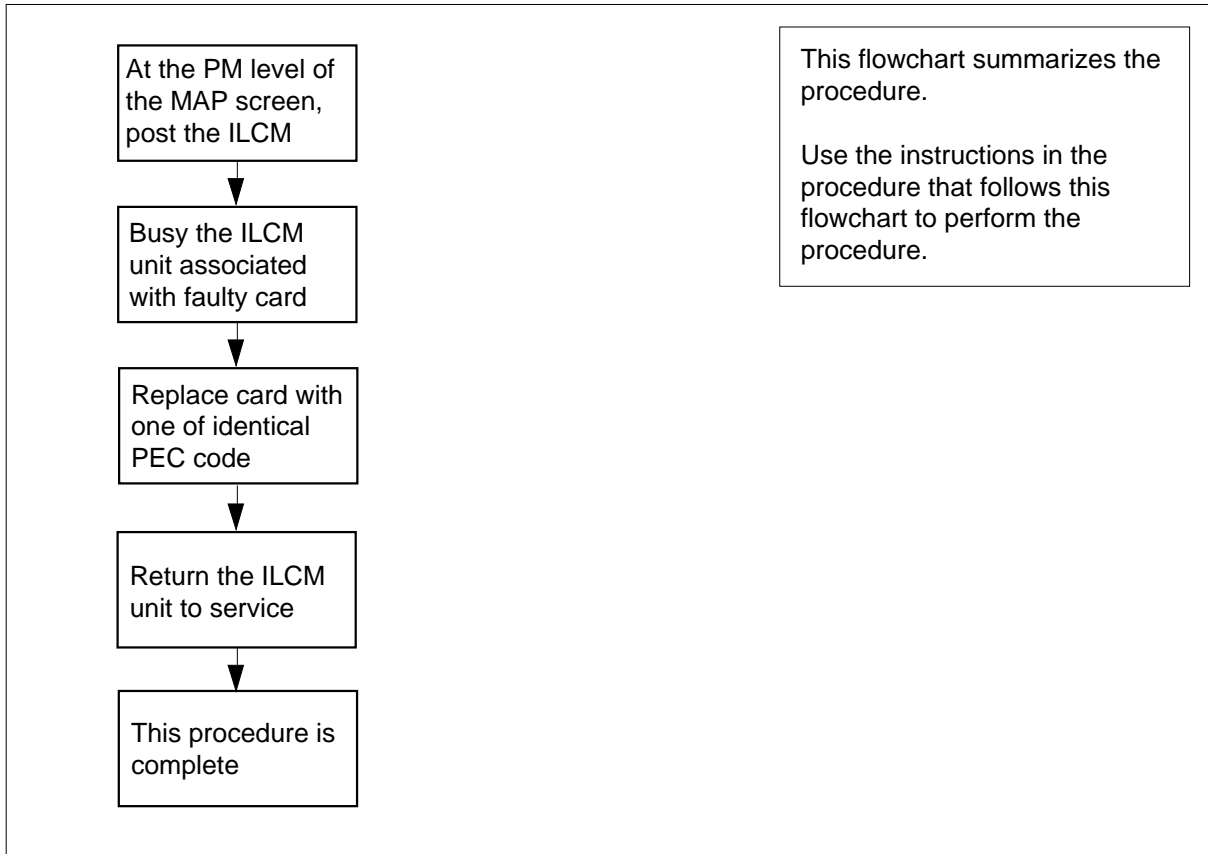 At the PM level of
the MAP screen,
post the ILCM
Busy the ILCM
unit associated
with faulty card
Replace card with
one of identical
PEC code
Return the ILCM
unit to service
This procedure is
complete
This flowchart summarizes the
procedure.
Use the instructions in the
procedure that follows this
flowchart to perform the
procedure.